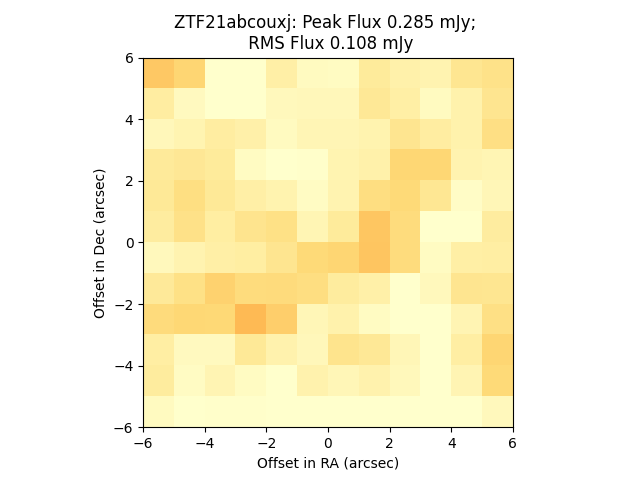 ZTF21abcouxj: Peak Flux 0.285 mJy;
RMS Flux 0.108 mJy
6
4
2
0
−2
−4
−6
Offset in Dec (arcsec)
−6 −4 −2 0 2 4 6
Offset in RA (arcsec)